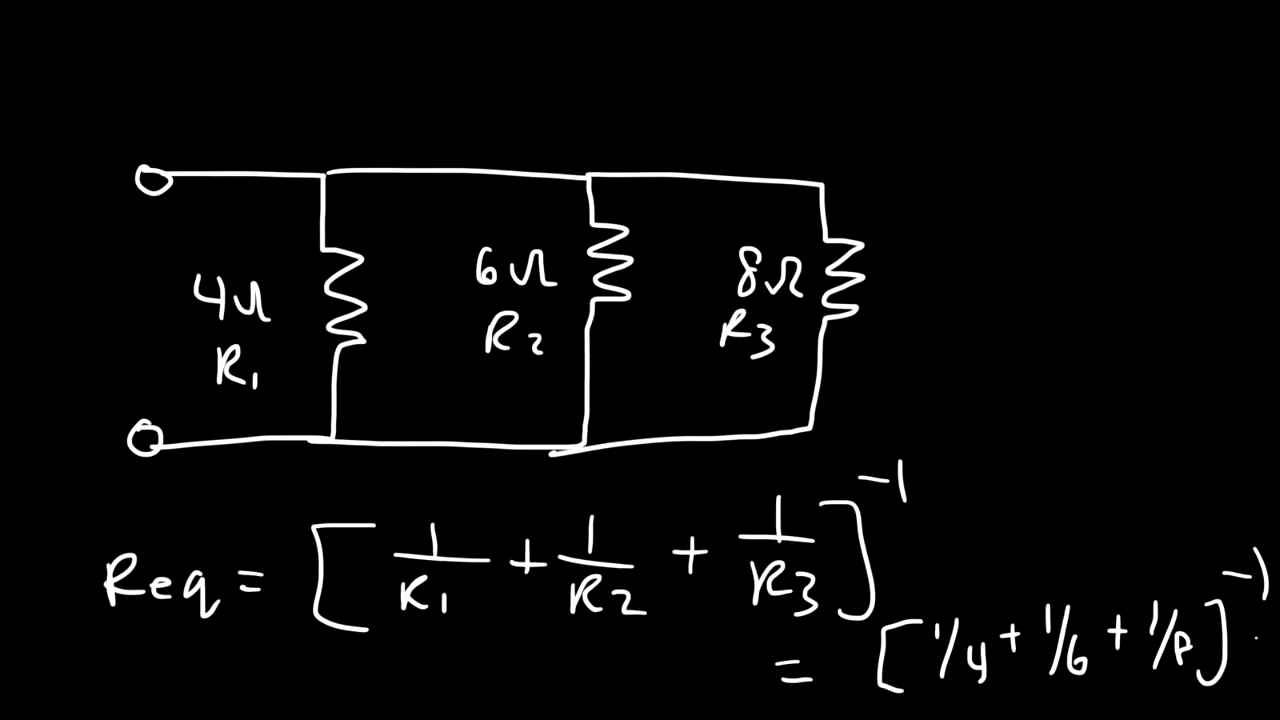 4Ω 6Ω 8Ω
R1 R2 R3
Req = [1/R1 + 1/R2 + 1/R3]^-1
= [1/4 + 1/6 + 1/8]^-1